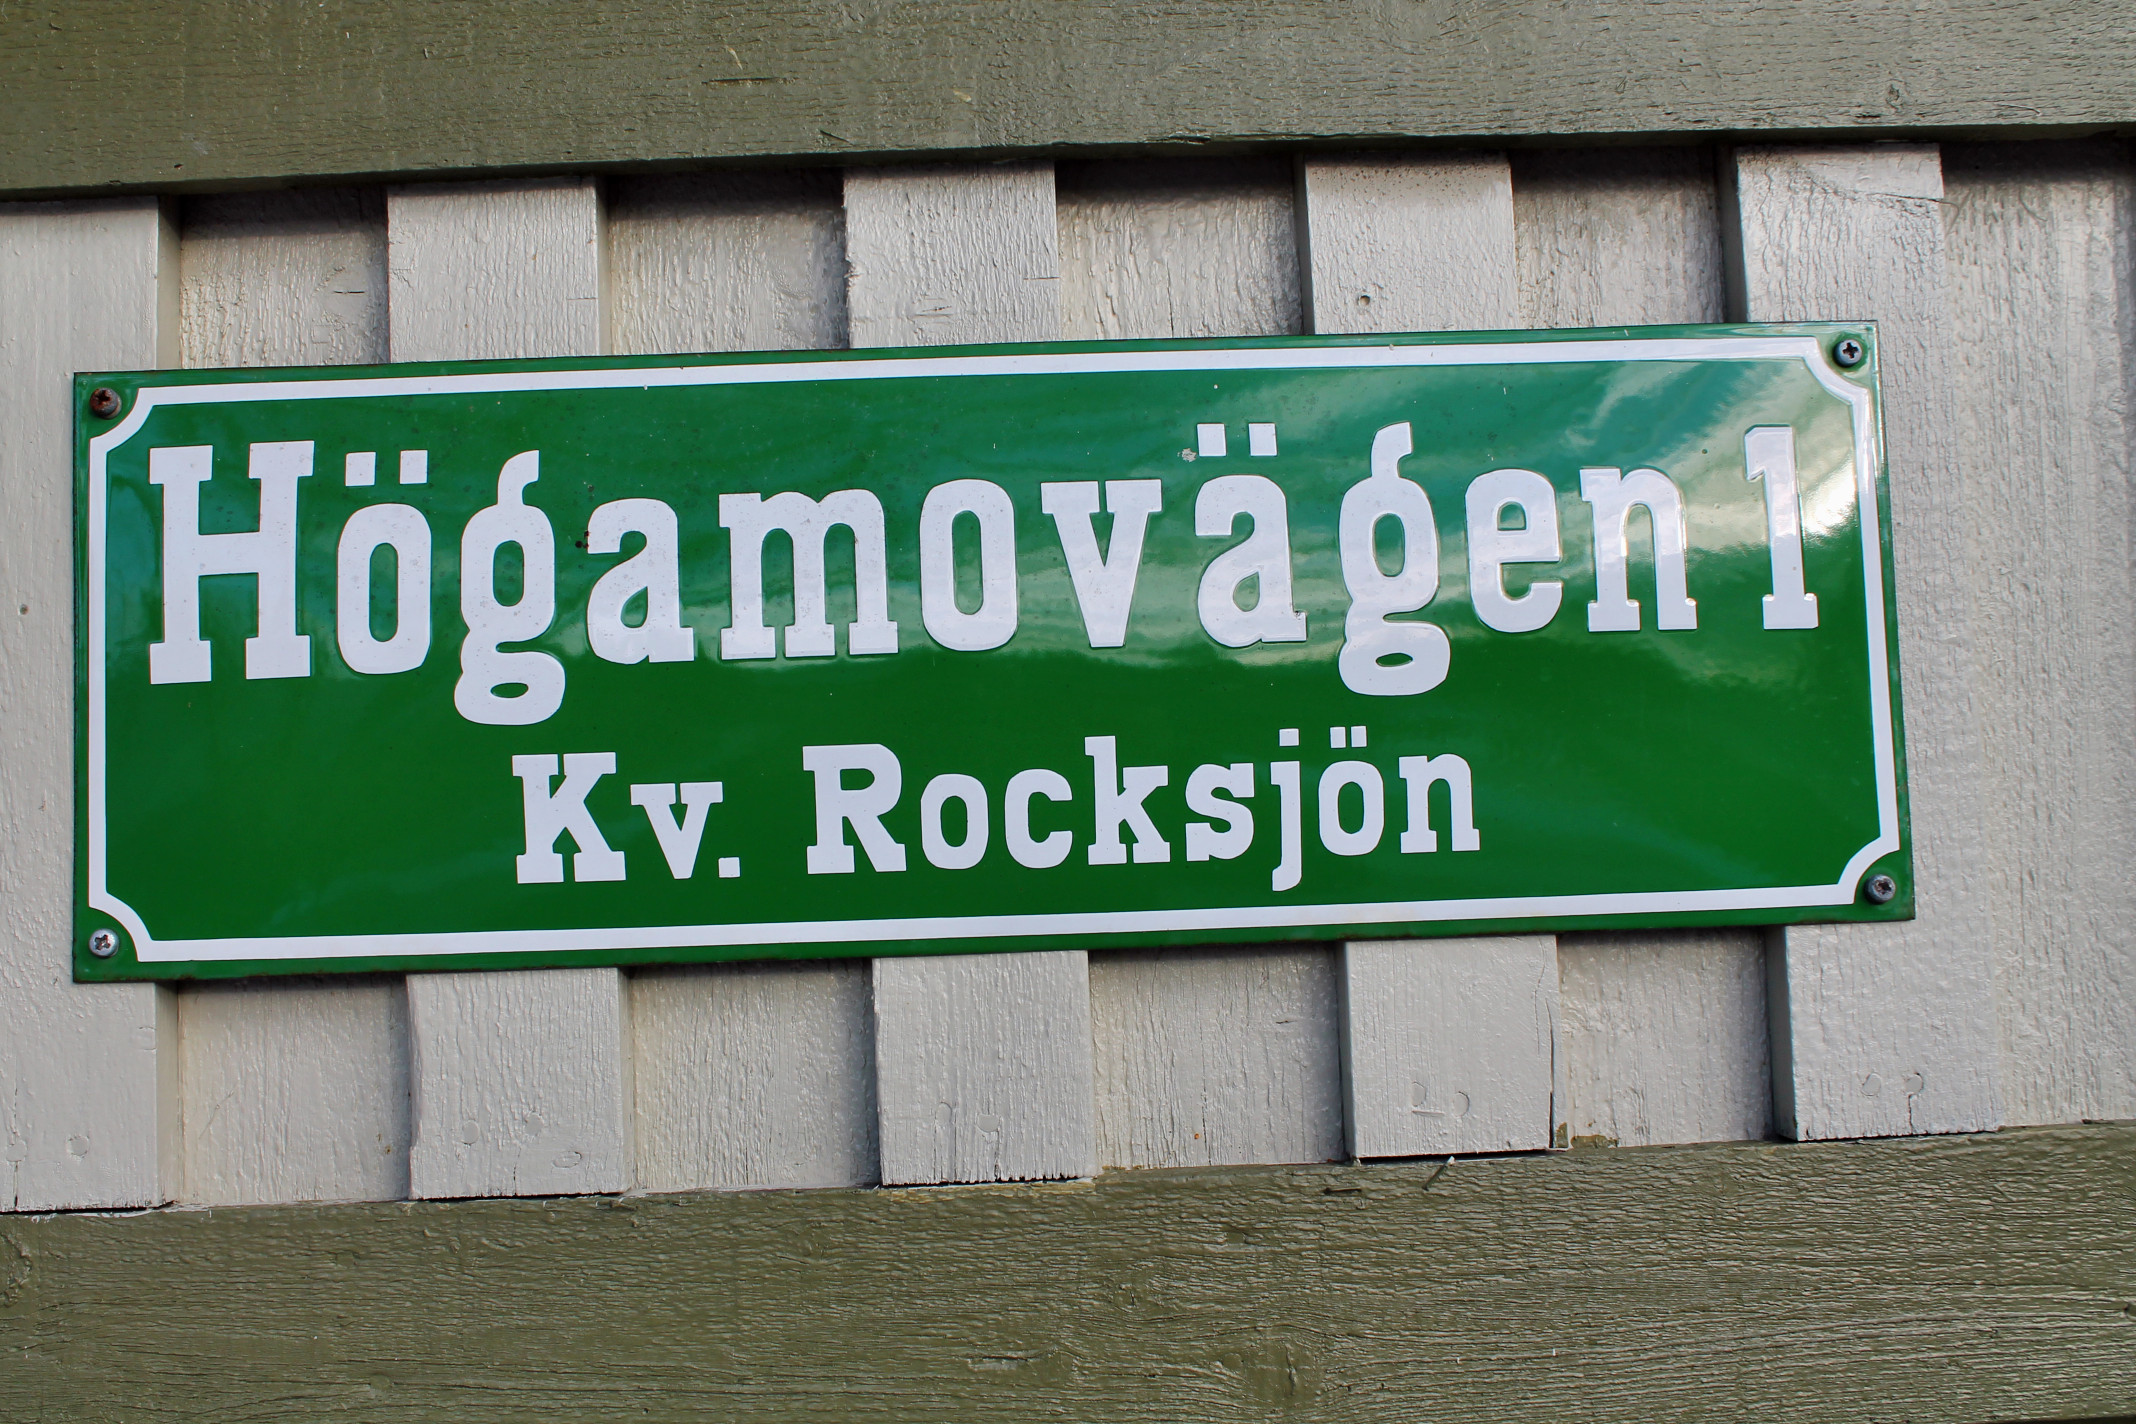 Högamovägen 1
Kv. Rocksjön